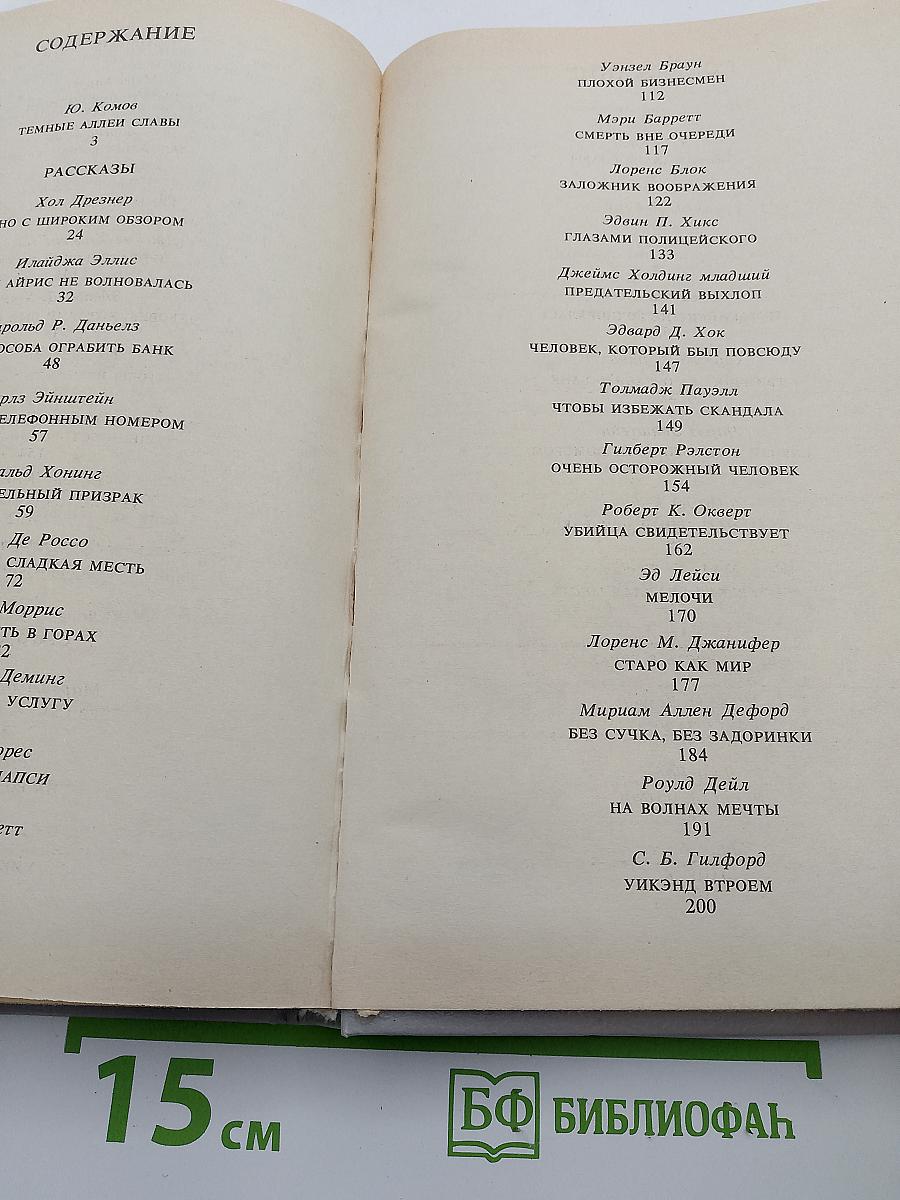 СОДЕРЖАНИЕ
Ю. Комов
ТЕМНЫЕ АЛЛЕИ СЛАВЫ
3
РАССКАЗЫ
Хол Дрезнер
С ШИРОКИМ ОБЗОРОМ
24
Илайджа Эллис
АЙРИС НЕ ВОЛНОВАЛАСЬ
32
Р. Даньелз
ОГРАБИТЬ БАНК
48
Эйнштейн
НОМЕРОМ
57
Хонинг
ПРИЗРАК
59
Де Россо
СЛАДКАЯ МЕСТЬ
72
Моррис
В ГОРАХ
Деминг
УСЛУГУ
Уэнзел Браун
ПЛОХОЙ БИЗНЕСМЕН
112
Мэри Барретт
СМЕРТЬ ВНЕ ОЧЕРЕДИ
117
Лоренс Блок
ЗАЛОЖНИК ВООБРАЖЕНИЯ
122
Эдвин П. Хикс
ГЛАЗАМИ ПОЛИЦЕЙСКОГО
133
Джеймс Холдинг младший
ПРЕДАТЕЛЬСКИЙ ВЫХЛОП
141
Эдвард Д. Хок
ЧЕЛОВЕК, КОТОРЫЙ БЫЛ ПОВСЮДУ
147
Толмадж Пауэлл
ЧТОБЫ ИЗБЕЖАТЬ СКАНДАЛА
149
Гилберт Рэлстон
ОЧЕНЬ ОСТОРОЖНЫЙ ЧЕЛОВЕК
154
Роберт К. Окверт
УБИЙЦА СВИДЕТЕЛЬСТВУЕТ
162
Эд Лейси
МЕЛОЧИ
170
Лоренс М. Джанифер
СТАРО КАК МИР
177
Мириам Аллен Дефорд
БЕЗ СУЧКА, БЕЗ ЗАДОРИНКИ
184
Роулд Дейл
НА ВОЛНАХ МЕЧТЫ
191
С. Б. Гилфорд
УИКЭНД ВТРОЕМ
200
15 см
БФ БИБЛИОФАН